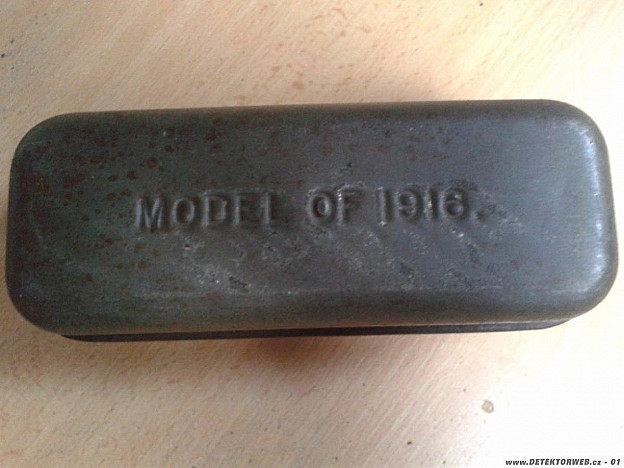 MODEL OF 1916.
www.DETEKTORWEB.cz - 01